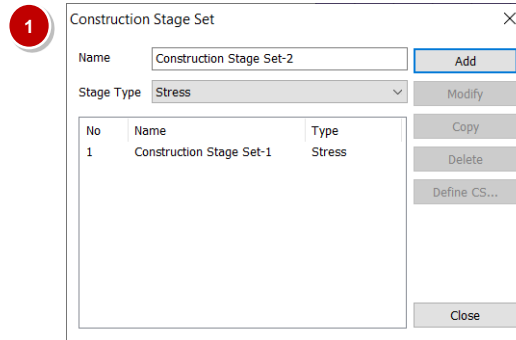 1
Construction Stage Set
Name
Construction Stage Set-2
Add
Stage Type
Stress
Modify
No Name Type
Copy
1 Construction Stage Set-1 Stress
Delete
Define CS...
Close